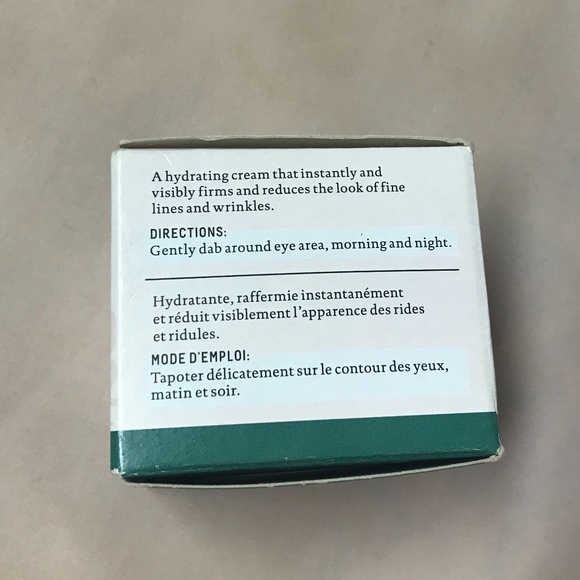 A hydrating cream that instantly and
visibly firms and reduces the look of fine
lines and wrinkles.
DIRECTIONS:
Gently dab around eye area, morning and night.
Hydratante, raffermie instantanément
et réduit visiblement l'apparence des rides
et ridules.
MODE D'EMPLOI:
Tapoter délicatement sur le contour des yeux,
matin et soir.